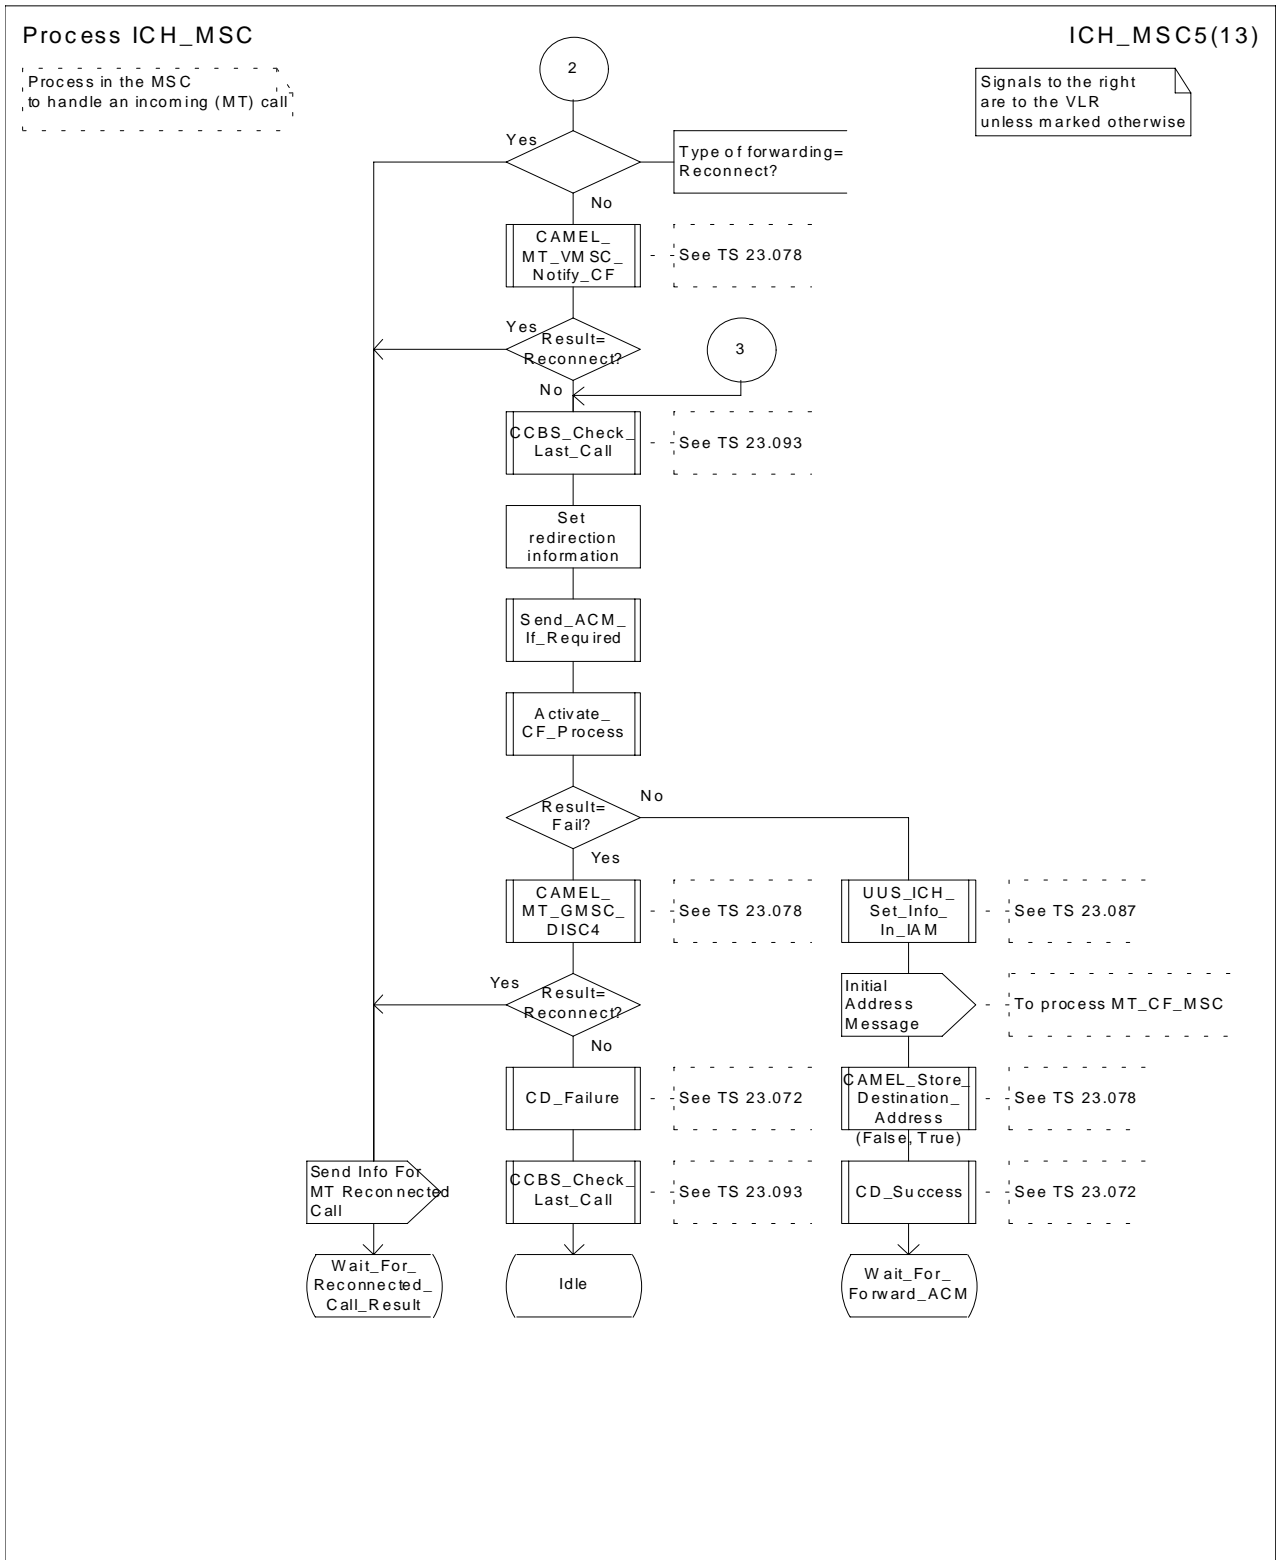 Process ICH_MSC
ICH_MSC5(13)
Process in the MSC
to handle an incoming (MT) call
Signals to the right
are to the VLR
unless marked otherwise
2
Yes
Type of forwarding=
Reconnect?
No
CAMEL_
MT_VMSC_
Notify_CF
See TS 23.078
Yes
Result=
Reconnect?
3
No
CCBS_Check_
Last_Call
See TS 23.093
Set
redirection
information
Send_ACM_
If_Required
Activate_
CF_Process
Result=
Fail?
No
Yes
CAMEL_
MT_GMSC_
DISC4
See TS 23.078
UUS_ICH_
Set_Info_
In_IAM
See TS 23.087
Yes
Result=
Reconnect?
Initial
Address
Message
To process MT_CF_MSC
No
CD_Failure
See TS 23.072
CAMEL_Store_
Destination_
Address
(False, True)
See TS 23.078
Send Info For
MT Reconnected
Call
CCBS_Check_
Last_Call
See TS 23.093
CD_Success
See TS 23.072
Wait_For_
Reconnected_
Call_Result
Idle
Wait_For_
Forward_ACM